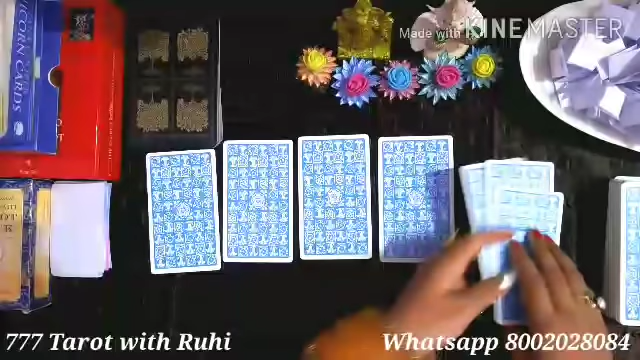 Made with KINEMASTER
UNICORN CARDS
777 Tarot with Ruhi
Whatsapp 8002028084